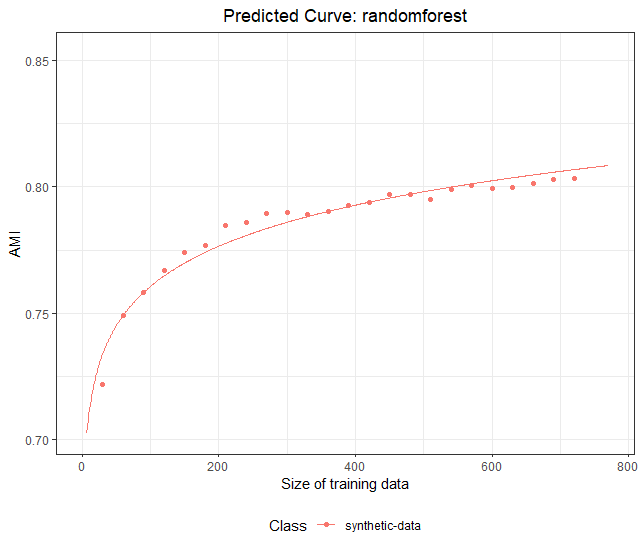 Predicted Curve: randomforest
AMI
0.85
0.80
0.75
0.70
0 200 400 600 800
Size of training data
Class synthetic-data